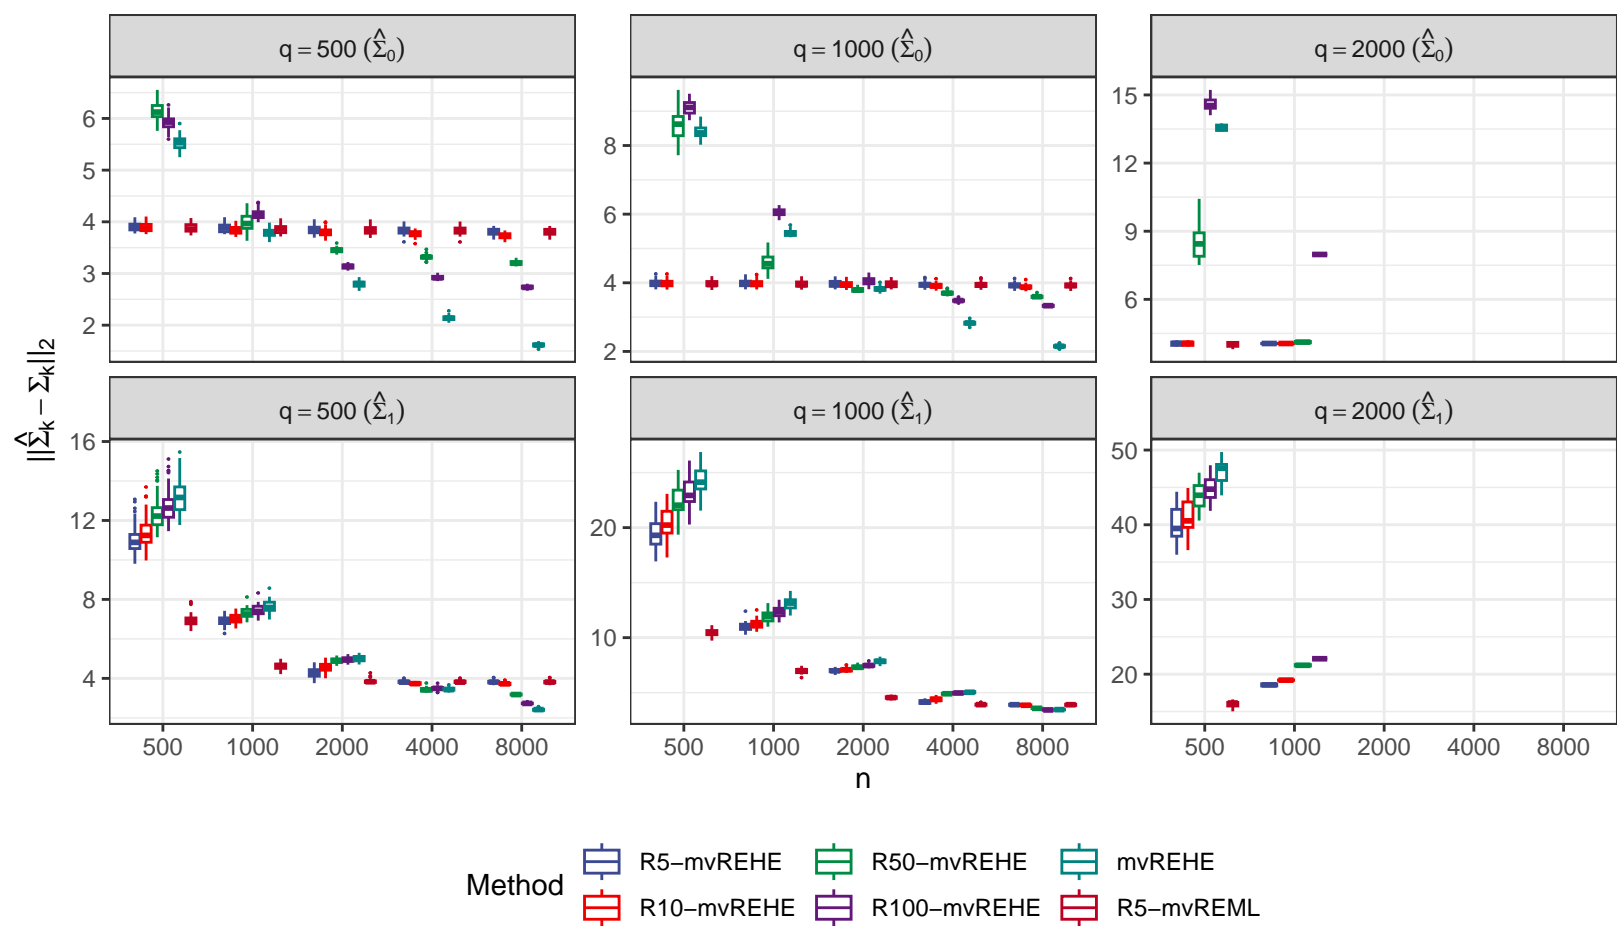 q = 500 (Σ̂₀)
q = 1000 (Σ̂₀)
q = 2000 (Σ̂₀)
6
5
4
3
2
8
6
4
2
15
12
9
6
||Σ̂ₖ − Σₖ||₂
q = 500 (Σ̂₁)
q = 1000 (Σ̂₁)
q = 2000 (Σ̂₁)
16
12
8
4
20
10
50
40
30
20
500 1000 2000 4000 8000
500 1000 2000 4000 8000
500 1000 2000 4000 8000
n
Method
R5−mvREHE R50−mvREHE mvREHE
R10−mvREHE R100−mvREHE R5−mvREML